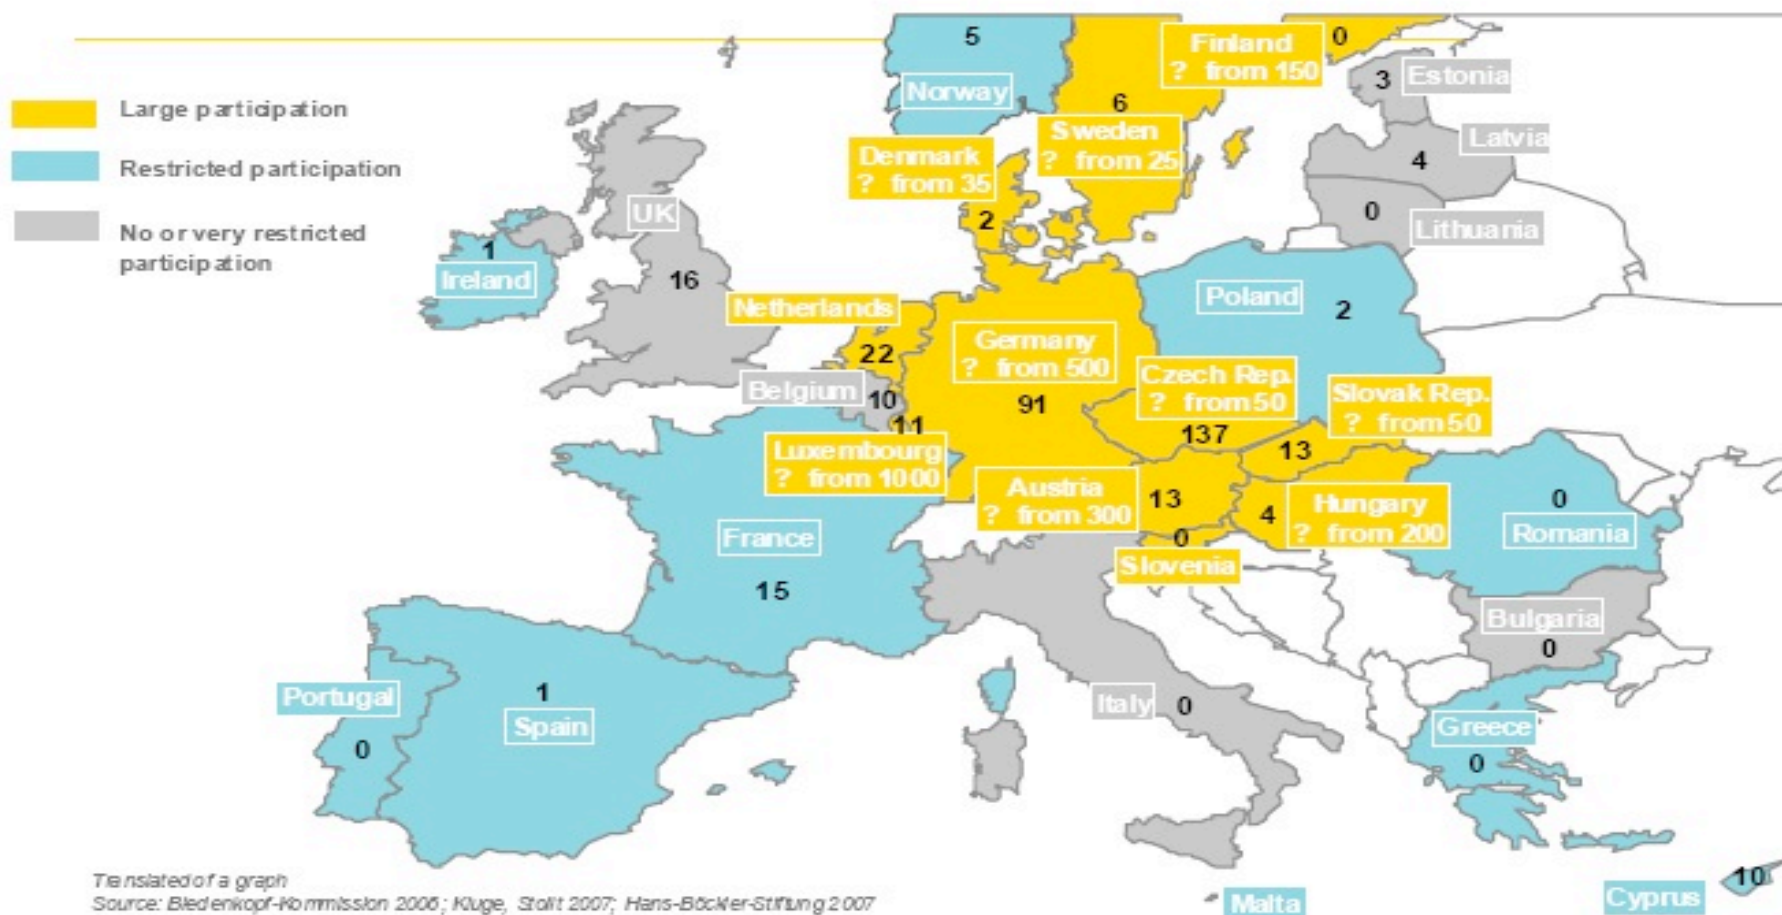 5
Norway
Finland
? from 150
0
3
Estonia
Large participation
6
Sweden
? from 25
Latvia
4
Denmark
? from 35
Restricted participation
2
0
Lithuania
UK
No or very restricted
participation
1
Ireland
16
Netherlands
22
Germany
? from 500
91
Poland
2
Belgium
10
11
Czech Rep.
? from 50
137
Slovak Rep.
? from 50
13
Luxembourg
? from 1000
Austria
? from 300
13
4
Hungary
? from 200
0
Romania
France
15
0
Slovenia
Bulgaria
0
Portugal
0
1
Spain
Italy
0
Greece
0
10
Cyprus
Malta
Translated of a graph
Source: Biedenkopf-Kommission 2006; Kluge, Stollt 2007; Hans-Böckler-Stiftung 2007